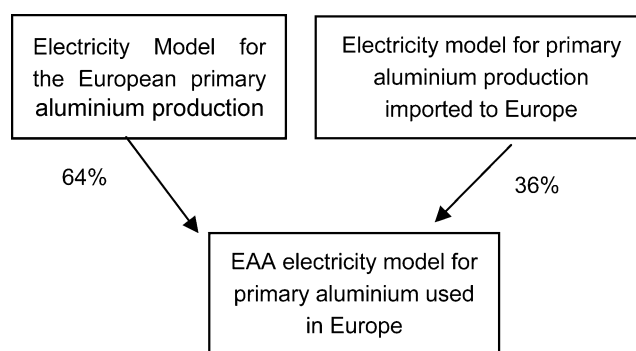 Electricity Model for
the European primary
aluminium production
Electricity model for primary
aluminium production
imported to Europe
64%
36%
EAA electricity model for
primary aluminium used
in Europe